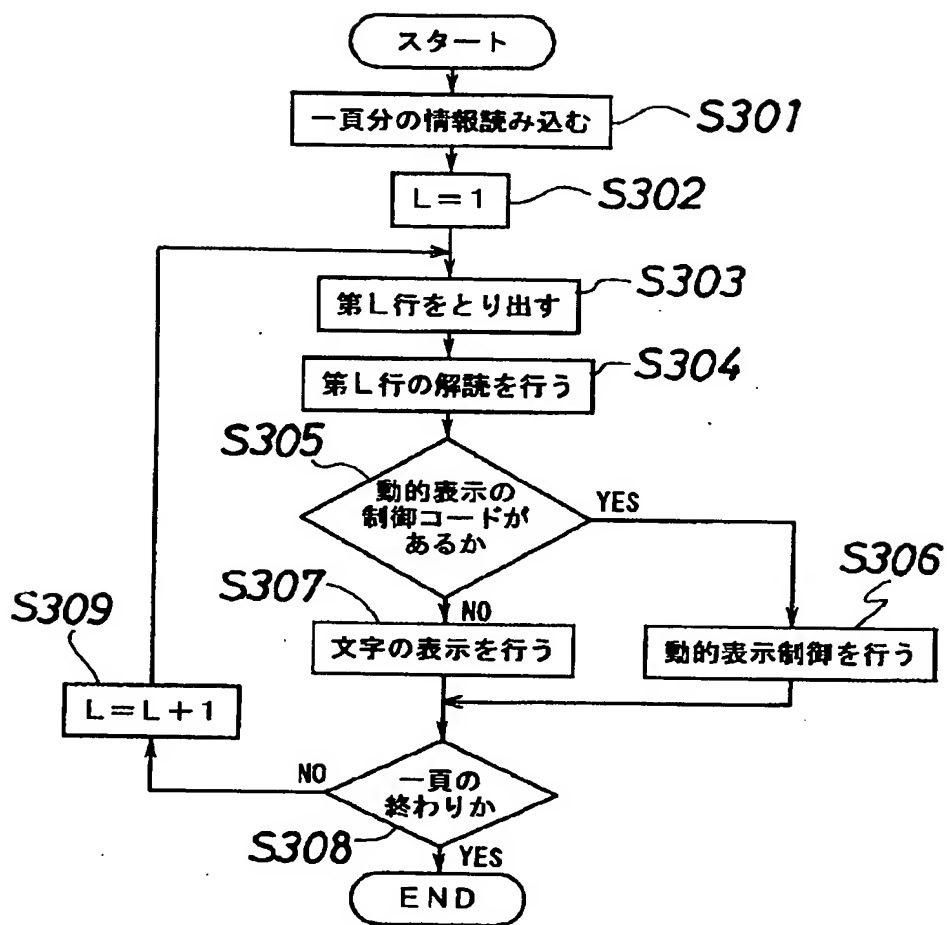 スタート
一頁分の情報読み込む
S301
L=1
S302
第L行をとり出す
S303
第L行の解読を行う
S304
S305
動的表示の
制御コードが
あるか
YES
S306
動的表示制御を行う
NO
S307
文字の表示を行う
S309
L=L+1
一頁の
終わりか
NO
S308
YES
END